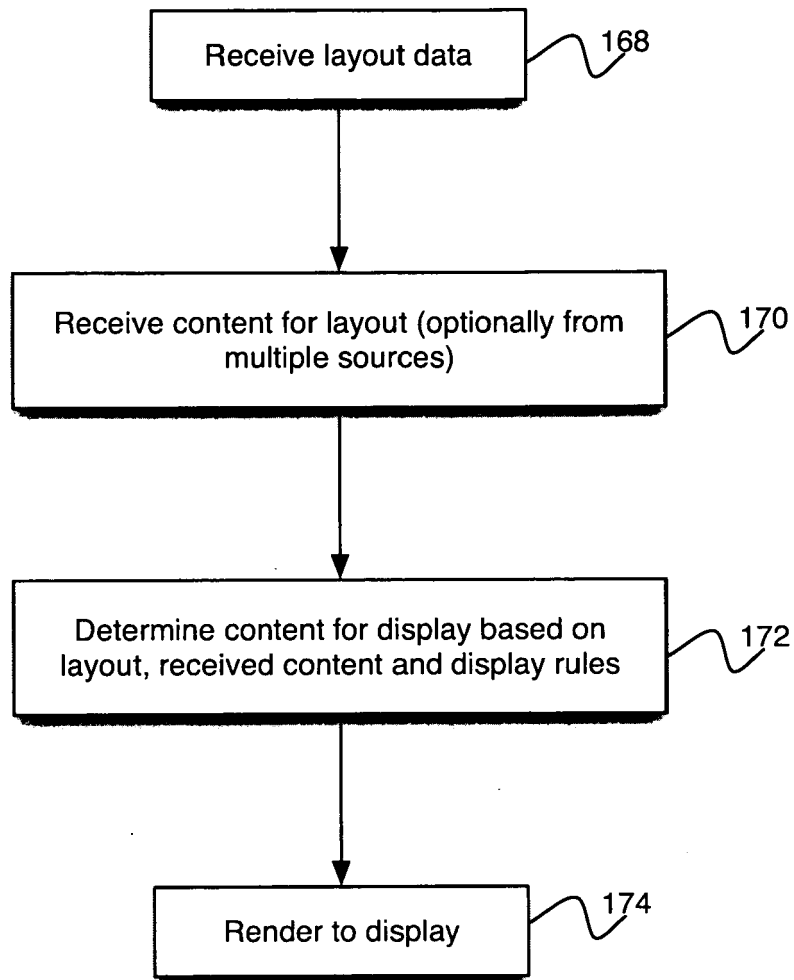 Receive layout data
168
Receive content for layout (optionally from
multiple sources)
170
Determine content for display based on
layout, received content and display rules
172
Render to display
174